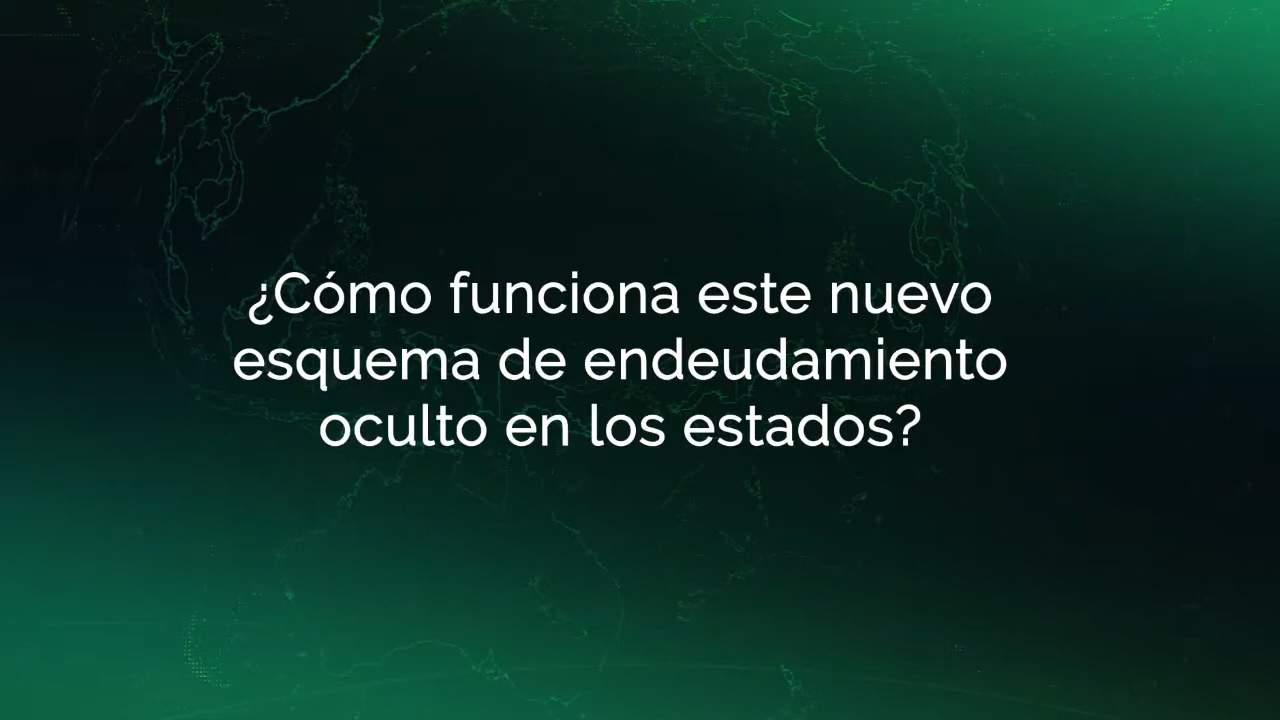 ¿Cómo funciona este nuevo
esquema de endeudamiento
oculto en los estados?